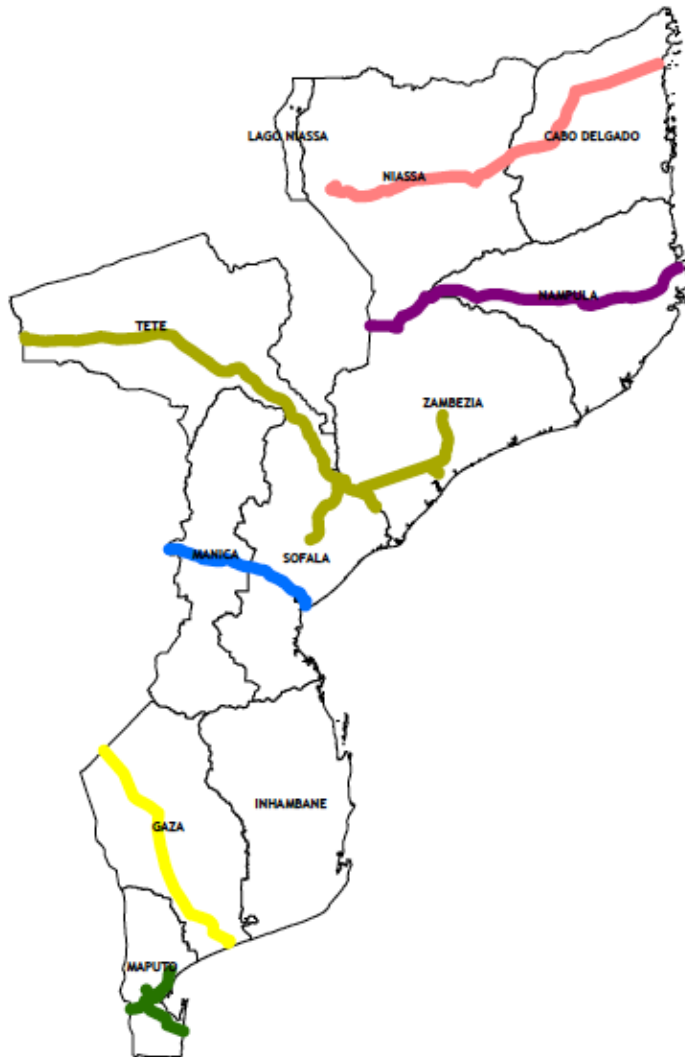 LAGO NIASSA
CABO DELGADO
NIASSA
NAMPULA
TETE
ZAMBEZIA
MANICA
SOFALA
INHAMBANE
GAZA
MAPUTO